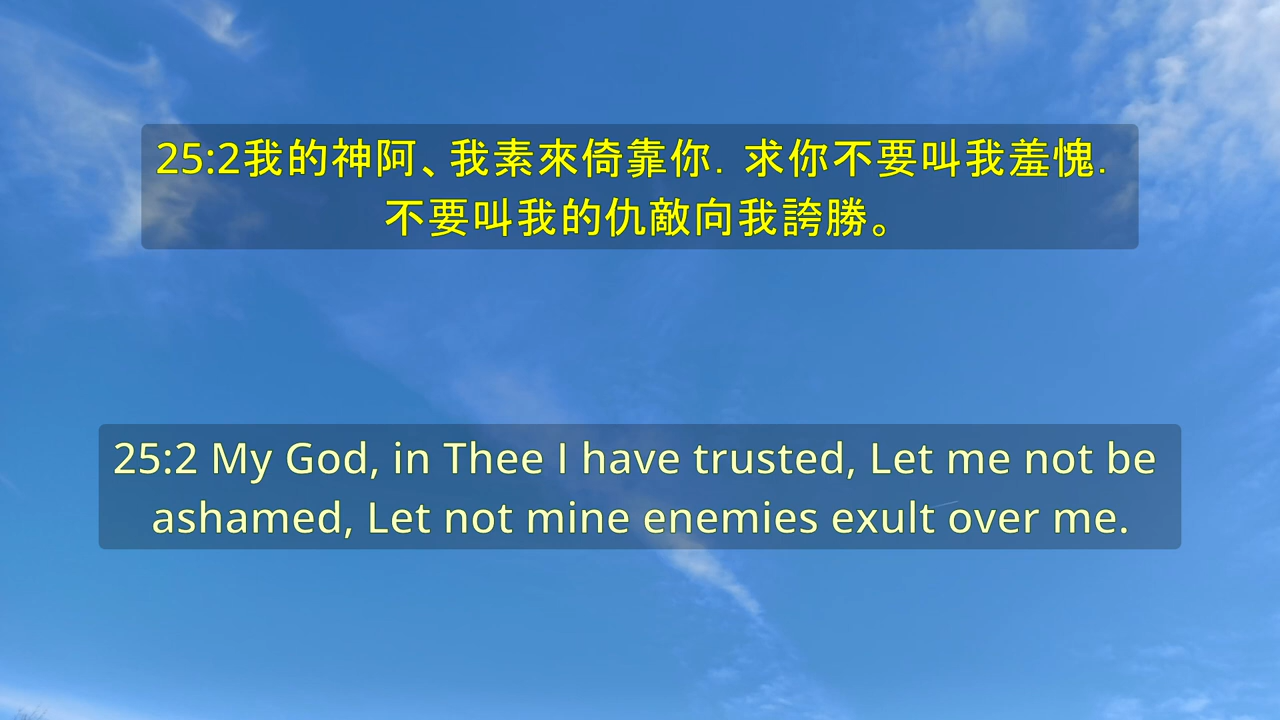 25:2我的神阿、我素來倚靠你. 求你不要叫我羞愧.
不要叫我的仇敵向我誇勝。
25:2 My God, in Thee I have trusted, Let me not be
ashamed, Let not mine enemies exult over me.